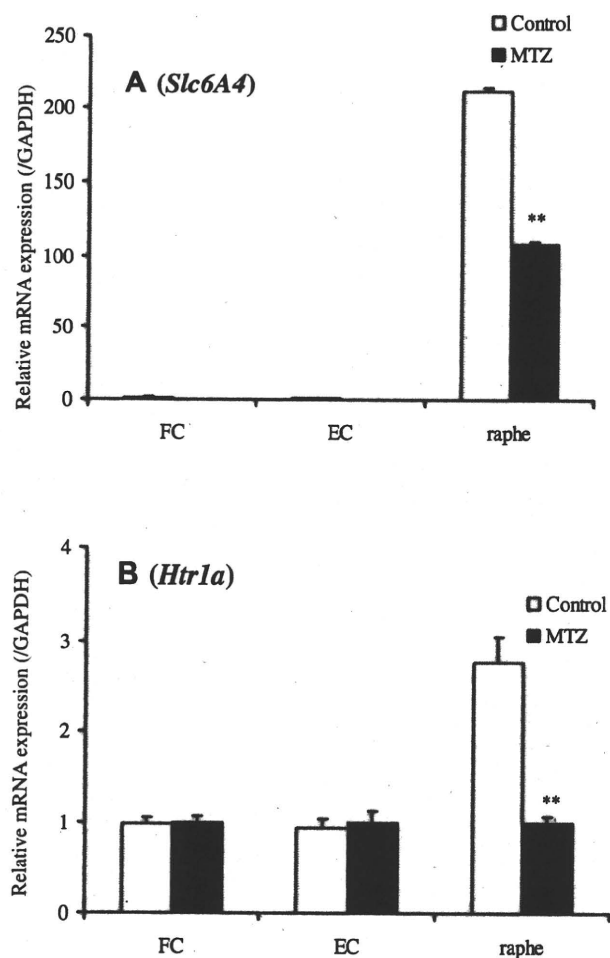 Control
MTZ
A (Slc6A4)
Relative mRNA expression (/GAPDH)
300
250
200
150
100
50
0
**
FC
EC
raphe
B (Htr1a)
Control
MTZ
Relative mRNA expression (/GAPDH)
4
3
2
1
0
**
FC
EC
raphe